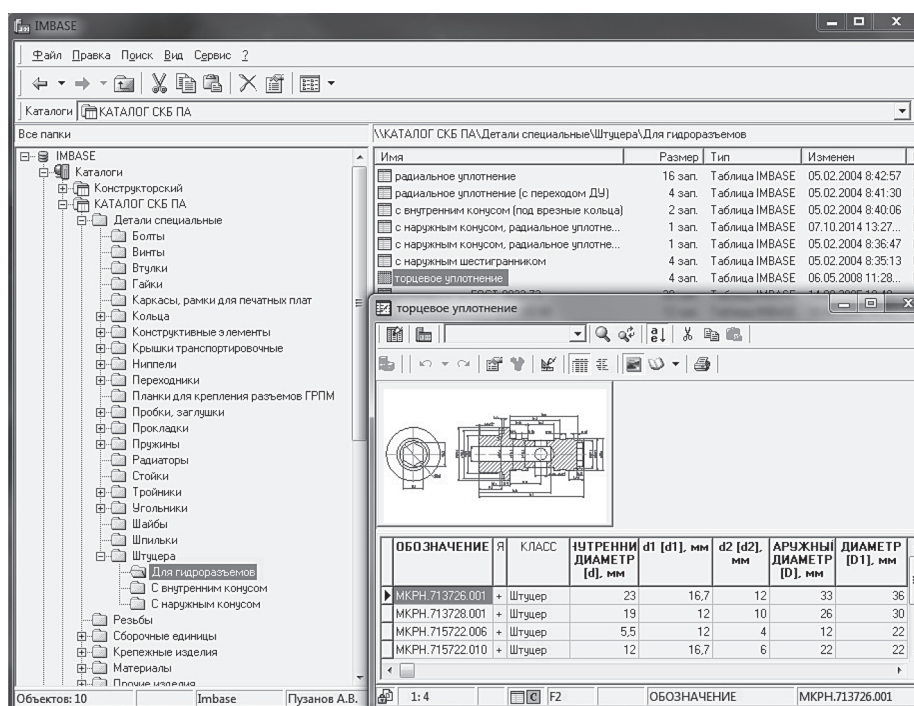 IMBASE
Файл Правка Поиск Вид Сервис ?
Каталоги КАТАЛОГ СКБ ПА
Все папки
IMBASE
Каталоги
Конструкторский
КАТАЛОГ СКБ ПА
Детали специальные
Болты
Винты
Втулки
Гайки
Каркасы, рамки для печатных плат
Кольца
Конструктивные элементы
Крышки транспортировочные
Ниппели
Переходники
Планки для крепления разъемов ГРПМ
Пробки, заглушки
Прокладки
Пружины
Радиаторы
Стойки
Тройники
Угольники
Шайбы
Шпильки
Штуцера
Для гидроразъемов
С внутренним конусом
С наружным конусом
Резьбы
Сборочные единицы
Крепежные изделия
Материалы
Прочие изделия
Объектов: 10 Imbase Пузанов А.В.
\\КАТАЛОГ СКБ ПА\Детали специальные\Штуцера\Для гидроразъемов
Имя Размер Тип Изменен
радиальное уплотнение 16 зап. Таблица IMBASE 05.02.2004 8:42:57
радиальное уплотнение (с переходом ДУ) 4 зап. Таблица IMBASE 05.02.2004 8:41:30
с внутренним конусом (под врезные кольца) 2 зап. Таблица IMBASE 05.02.2004 8:40:06
с наружным конусом, радиальное уплотне... 1 зап. Таблица IMBASE 07.10.2014 13:27...
с наружным конусом, радиальное уплотне... 1 зап. Таблица IMBASE 05.02.2004 8:36:47
с наружным шестигранником 4 зап. Таблица IMBASE 05.02.2004 8:35:13
торцевое уплотнение 4 зап. Таблица IMBASE 06.05.2008 11:28...
торцевое уплотнение
ОБОЗНАЧЕНИЕ Я КЛАСС НУТРЕННИ ДИАМЕТР [d], мм d1 [d1], мм d2 [d2], мм АРУЖНЫЙ ДИАМЕТР [D], мм ДИАМЕТР [D1], мм
МКРН.713726.001 + Штуцер 23 16,7 12 33 36
МКРН.713728.001 + Штуцер 19 12 10 26 30
МКРН.715722.006 + Штуцер 5,5 12 4 12 22
МКРН.715722.010 + Штуцер 12 16,7 6 22 22
1: 4 C F2 ОБОЗНАЧЕНИЕ МКРН.713726.001